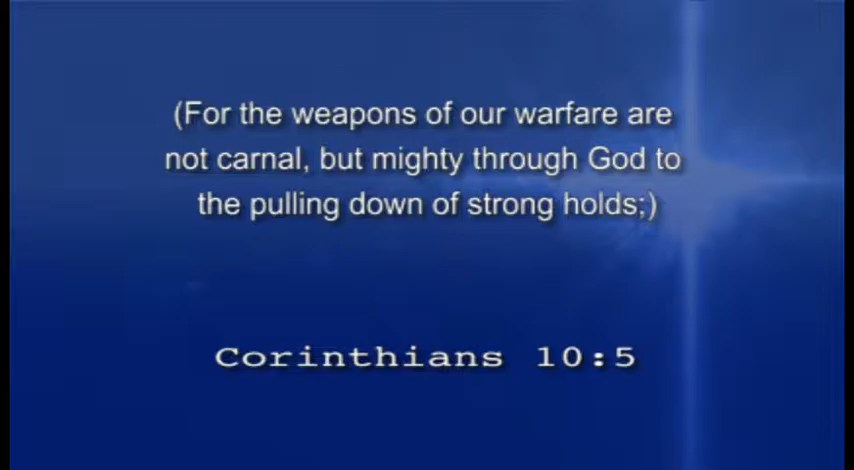 (For the weapons of our warfare are
not carnal, but mighty through God to
the pulling down of strong holds;)
Corinthians 10:5